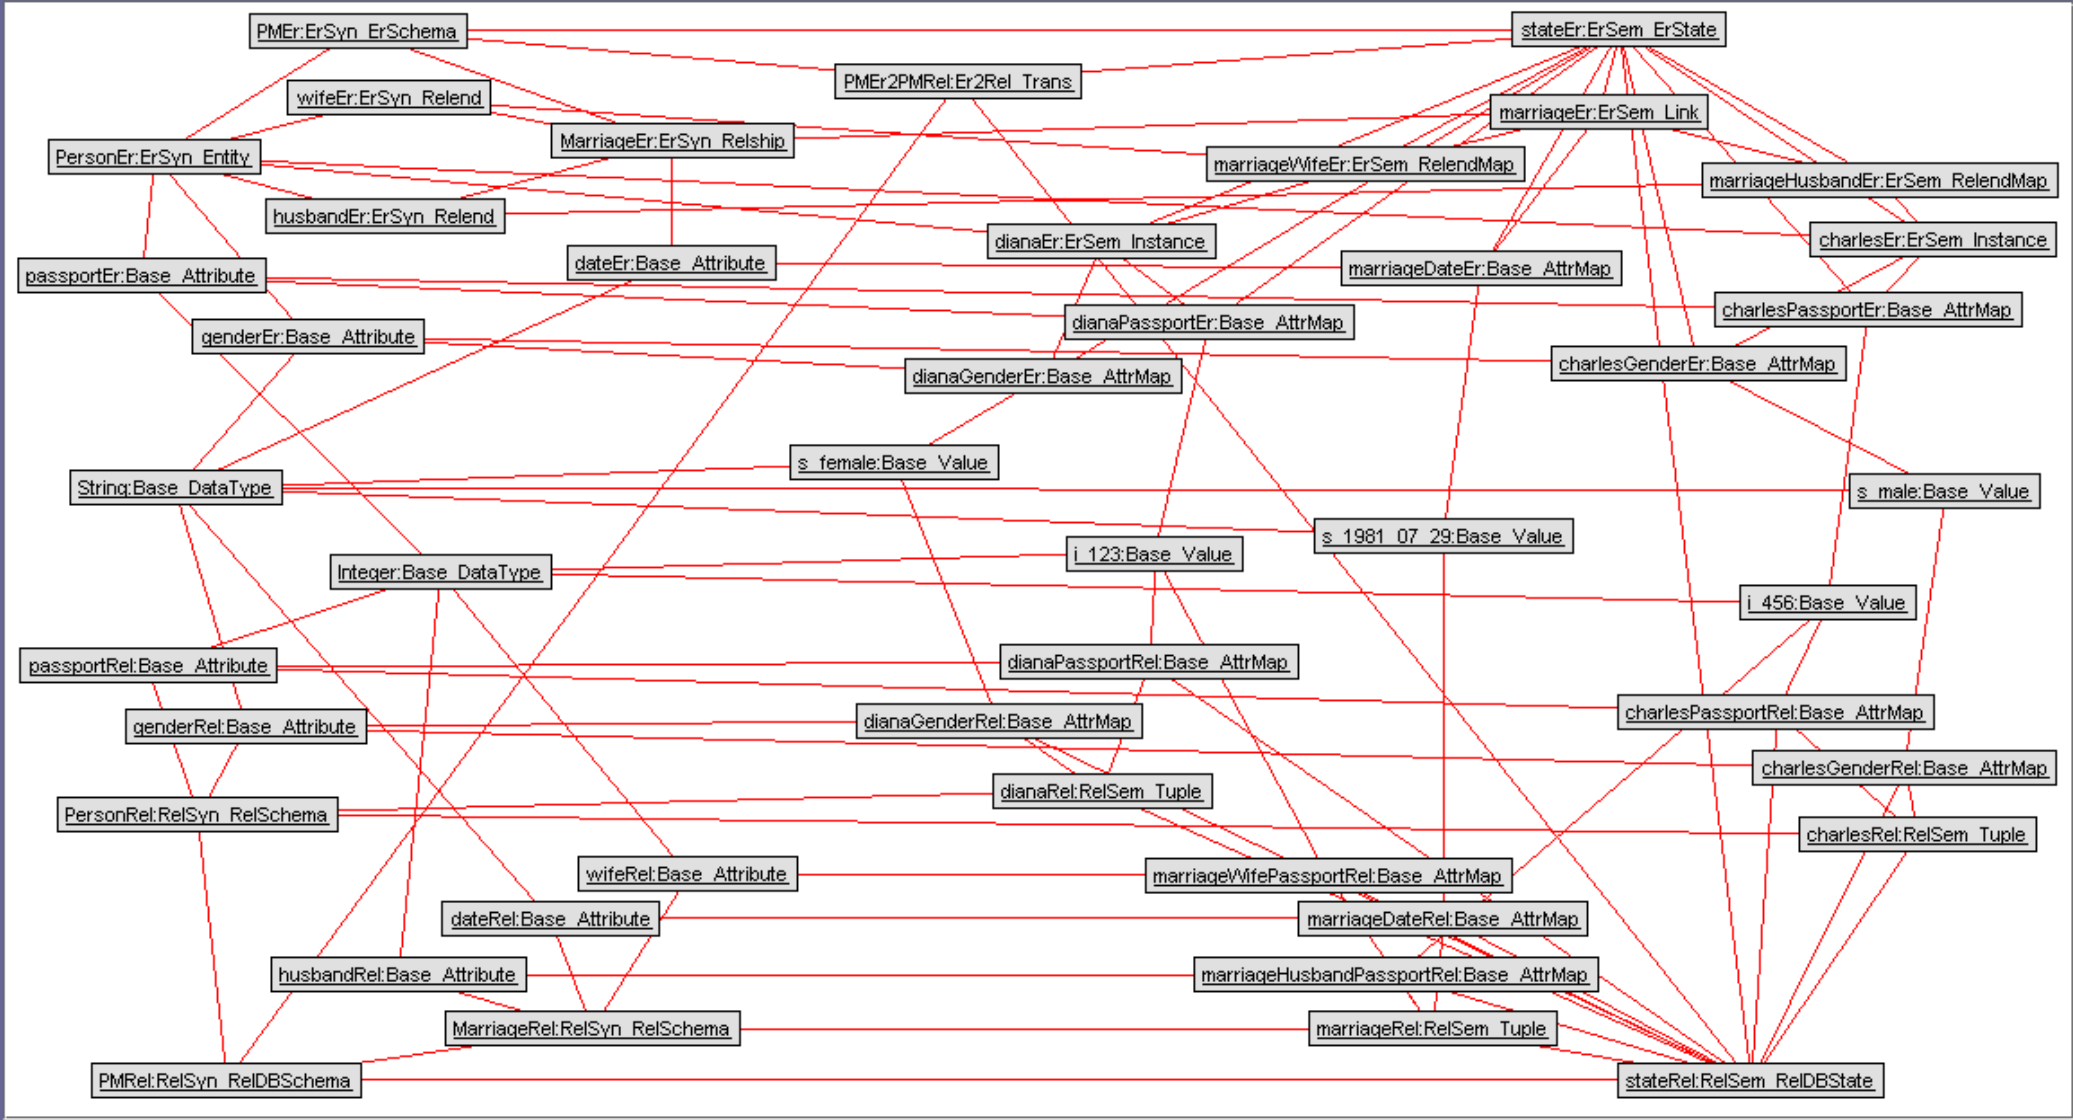 PMEr:ErSyn_ErSchema
stateEr:ErSem_ErState
PMEr2PMRel:Er2Rel_Trans
wifeEr:ErSyn_Relend
marriageEr:ErSem_Link
MarriageEr:ErSyn_Relship
PersonEr:ErSyn_Entity
marriageWifeEr:ErSem_RelendMap
marriageHusbandEr:ErSem_RelendMap
husbandEr:ErSyn_Relend
dianaEr:ErSem_Instance
charlesEr:ErSem_Instance
dateEr:Base_Attribute
marriageDateEr:Base_AttrMap
passportEr:Base_Attribute
charlesPassportEr:Base_AttrMap
dianaPassportEr:Base_AttrMap
genderEr:Base_Attribute
charlesGenderEr:Base_AttrMap
dianaGenderEr:Base_AttrMap
s_female:Base_Value
String:Base_DataType
s_male:Base_Value
s_1981_07_29:Base_Value
i_123:Base_Value
Integer:Base_DataType
i_456:Base_Value
passportRel:Base_Attribute
dianaPassportRel:Base_AttrMap
charlesPassportRel:Base_AttrMap
genderRel:Base_Attribute
dianaGenderRel:Base_AttrMap
charlesGenderRel:Base_AttrMap
dianaRel:RelSem_Tuple
PersonRel:RelSyn_RelSchema
charlesRel:RelSem_Tuple
wifeRel:Base_Attribute
marriageWifePassportRel:Base_AttrMap
dateRel:Base_Attribute
marriageDateRel:Base_AttrMap
husbandRel:Base_Attribute
marriageHusbandPassportRel:Base_AttrMap
MarriageRel:RelSyn_RelSchema
marriageRel:RelSem_Tuple
PMRel:RelSyn_RelDBSchema
stateRel:RelSem_RelDBState